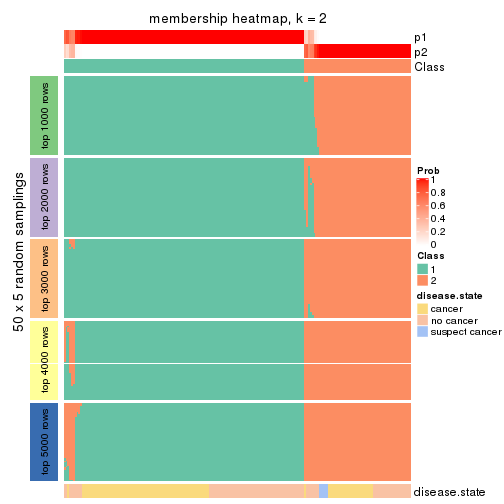 membership heatmap, k = 2
p1
p2
Class
50 x 5 random samplings
top 1000 rows
top 2000 rows
top 3000 rows
top 4000 rows
top 5000 rows
Prob
1
0.8
0.6
0.4
0.2
0
Class
1
2
disease.state
cancer
no cancer
suspect cancer
disease.state